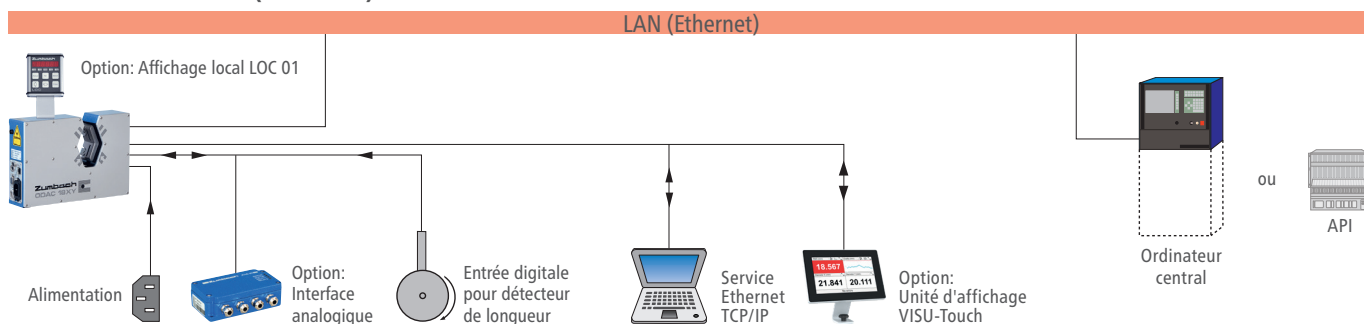 LAN (Ethernet)
Option: Affichage local LOC 01
Zumbach
ODAC 18XY
Alimentation
Option:
Interface
analogique
Entrée digitale
pour détecteur
de longueur
Service
Ethernet
TCP/IP
18.567
21.841 20.111
Option:
Unité d'affichage
VISU-Touch
Ordinateur
central
ou
API